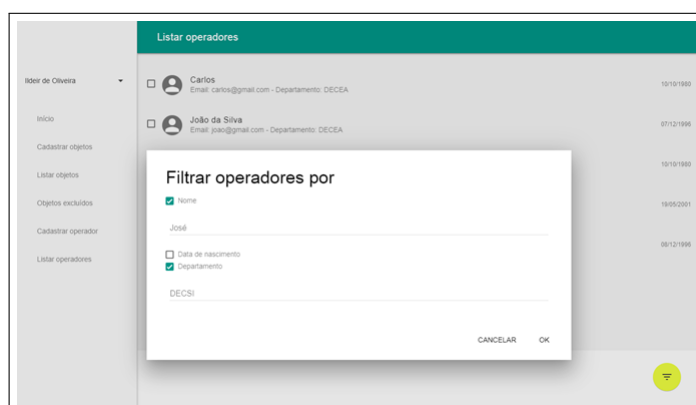 Listar operadores
Ildeir de Oliveira
Carlos
Email: carlos@gmail.com - Departamento: DECEA
10/10/1980
Início
João da Silva
Email: joao@gmail.com - Departamento: DECEA
07/12/1996
Cadastrar objetos
Listar objetos
Objetos excluídos
Cadastrar operador
Listar operadores
10/10/1980
19/05/2001
06/12/1996
Filtrar operadores por
Nome
José
Data de nascimento
Departamento
DECSI
CANCELAR OK